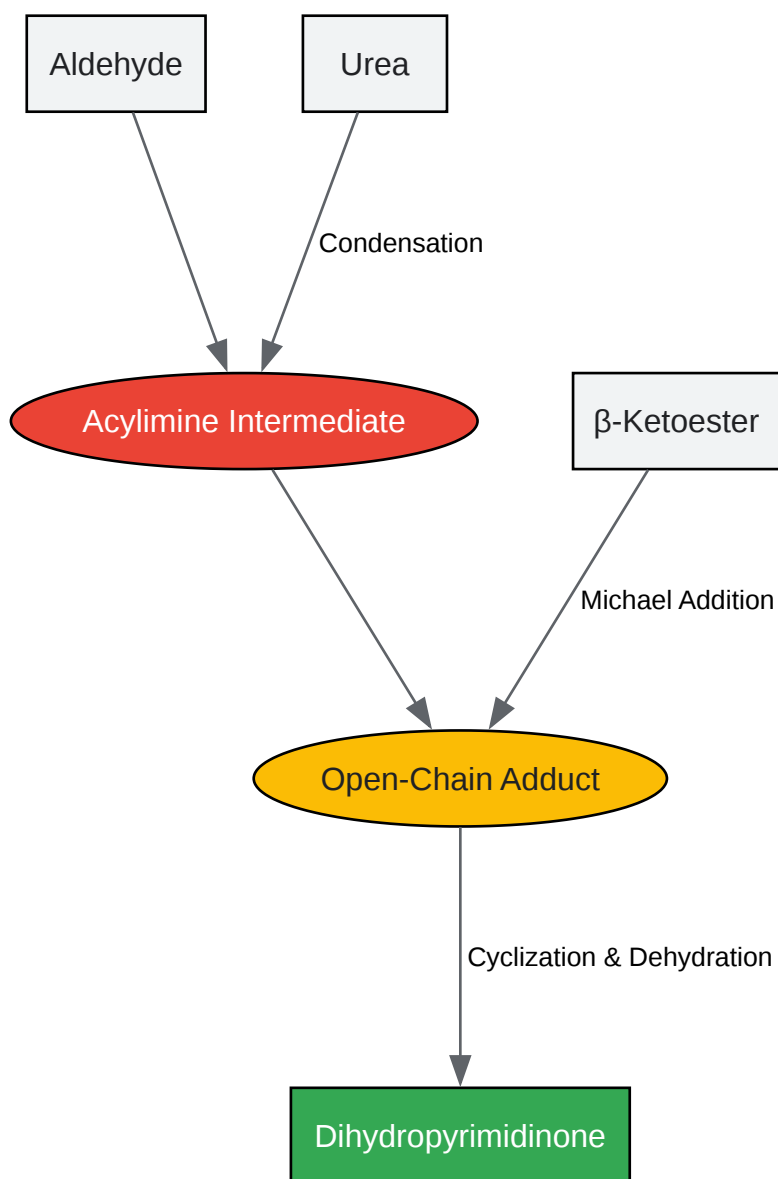 Aldehyde
Urea
Condensation
Acylimine Intermediate
β-Ketoester
Michael Addition
Open-Chain Adduct
Cyclization & Dehydration
Dihydropyrimidinone